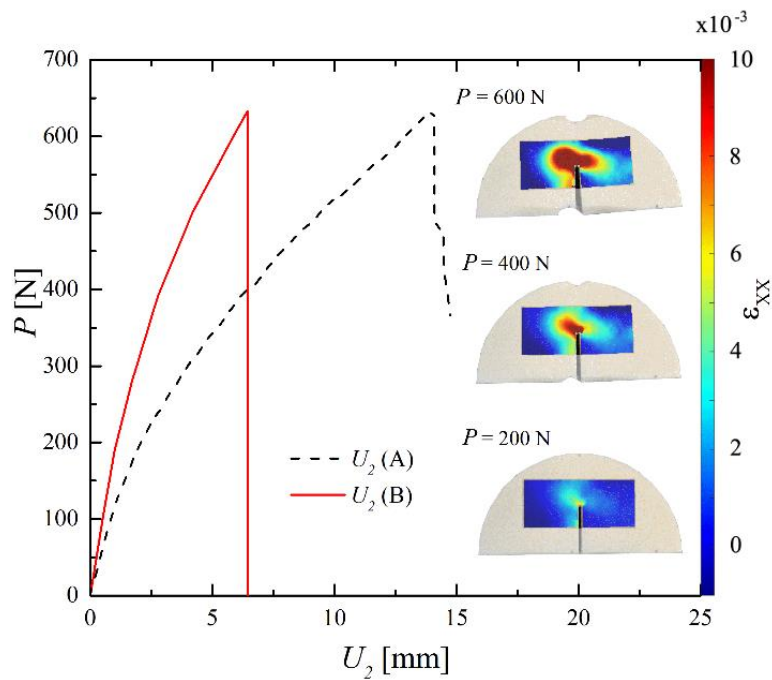 x10⁻³
700
600
500
400
300
200
100
0
P [N]
0
5
10
15
20
25
U₂ [mm]
U₂ (A)
U₂ (B)
P = 600 N
P = 400 N
P = 200 N
10
8
6
4
2
0
εXX